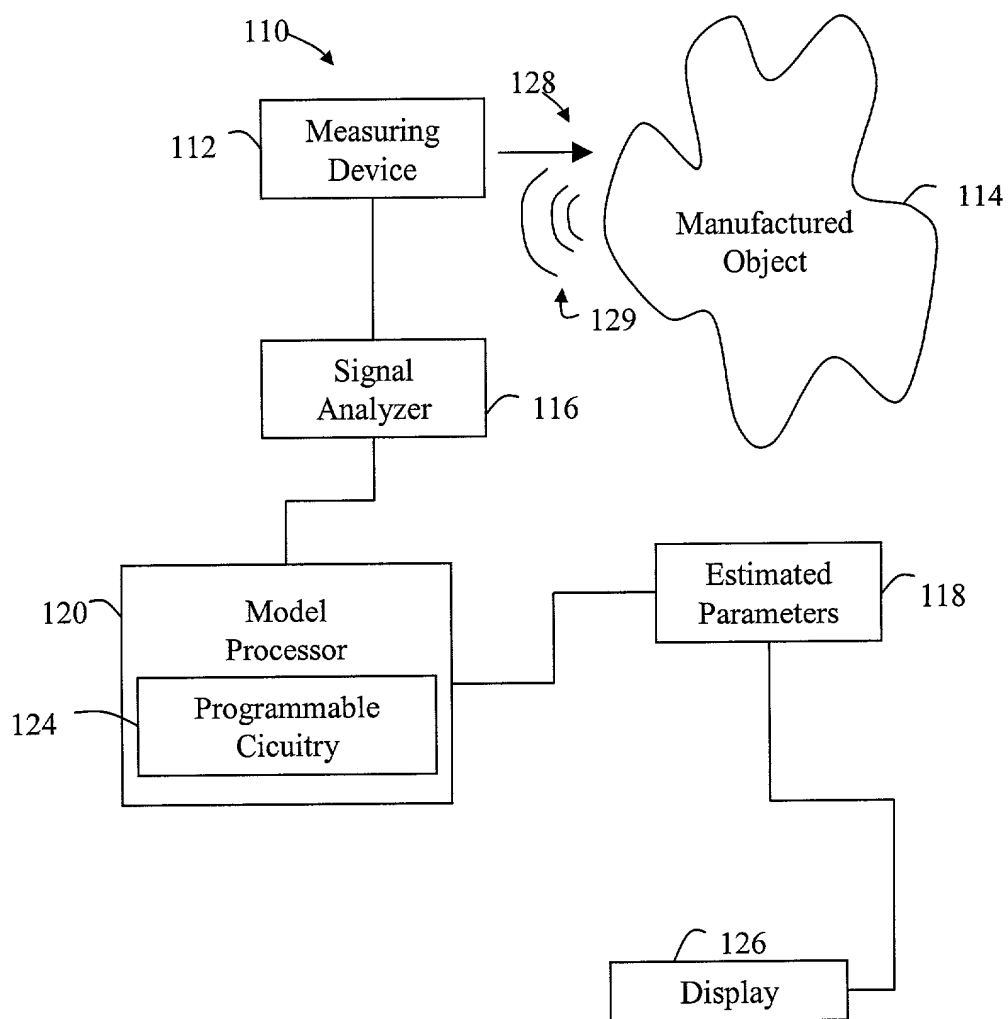 110
128
112
Measuring
Device
114
Manufactured
Object
129
Signal
Analyzer
116
120
Model
Processor
Estimated
Parameters
118
124
Programmable
Cicuitry
126
Display